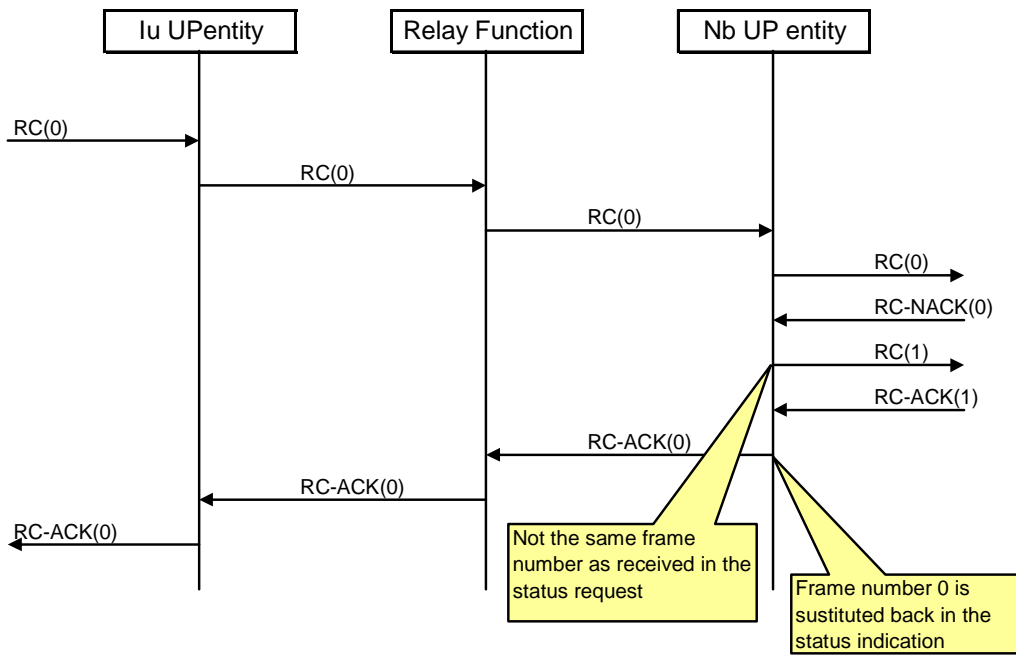 Iu UPentity
Relay Function
Nb UP entity
RC(0)
RC(0)
RC(0)
RC(0)
RC-NACK(0)
RC(1)
RC-ACK(1)
RC-ACK(0)
RC-ACK(0)
RC-ACK(0)
Not the same frame
number as received in the
status request
Frame number 0 is
sustituted back in the
status indication